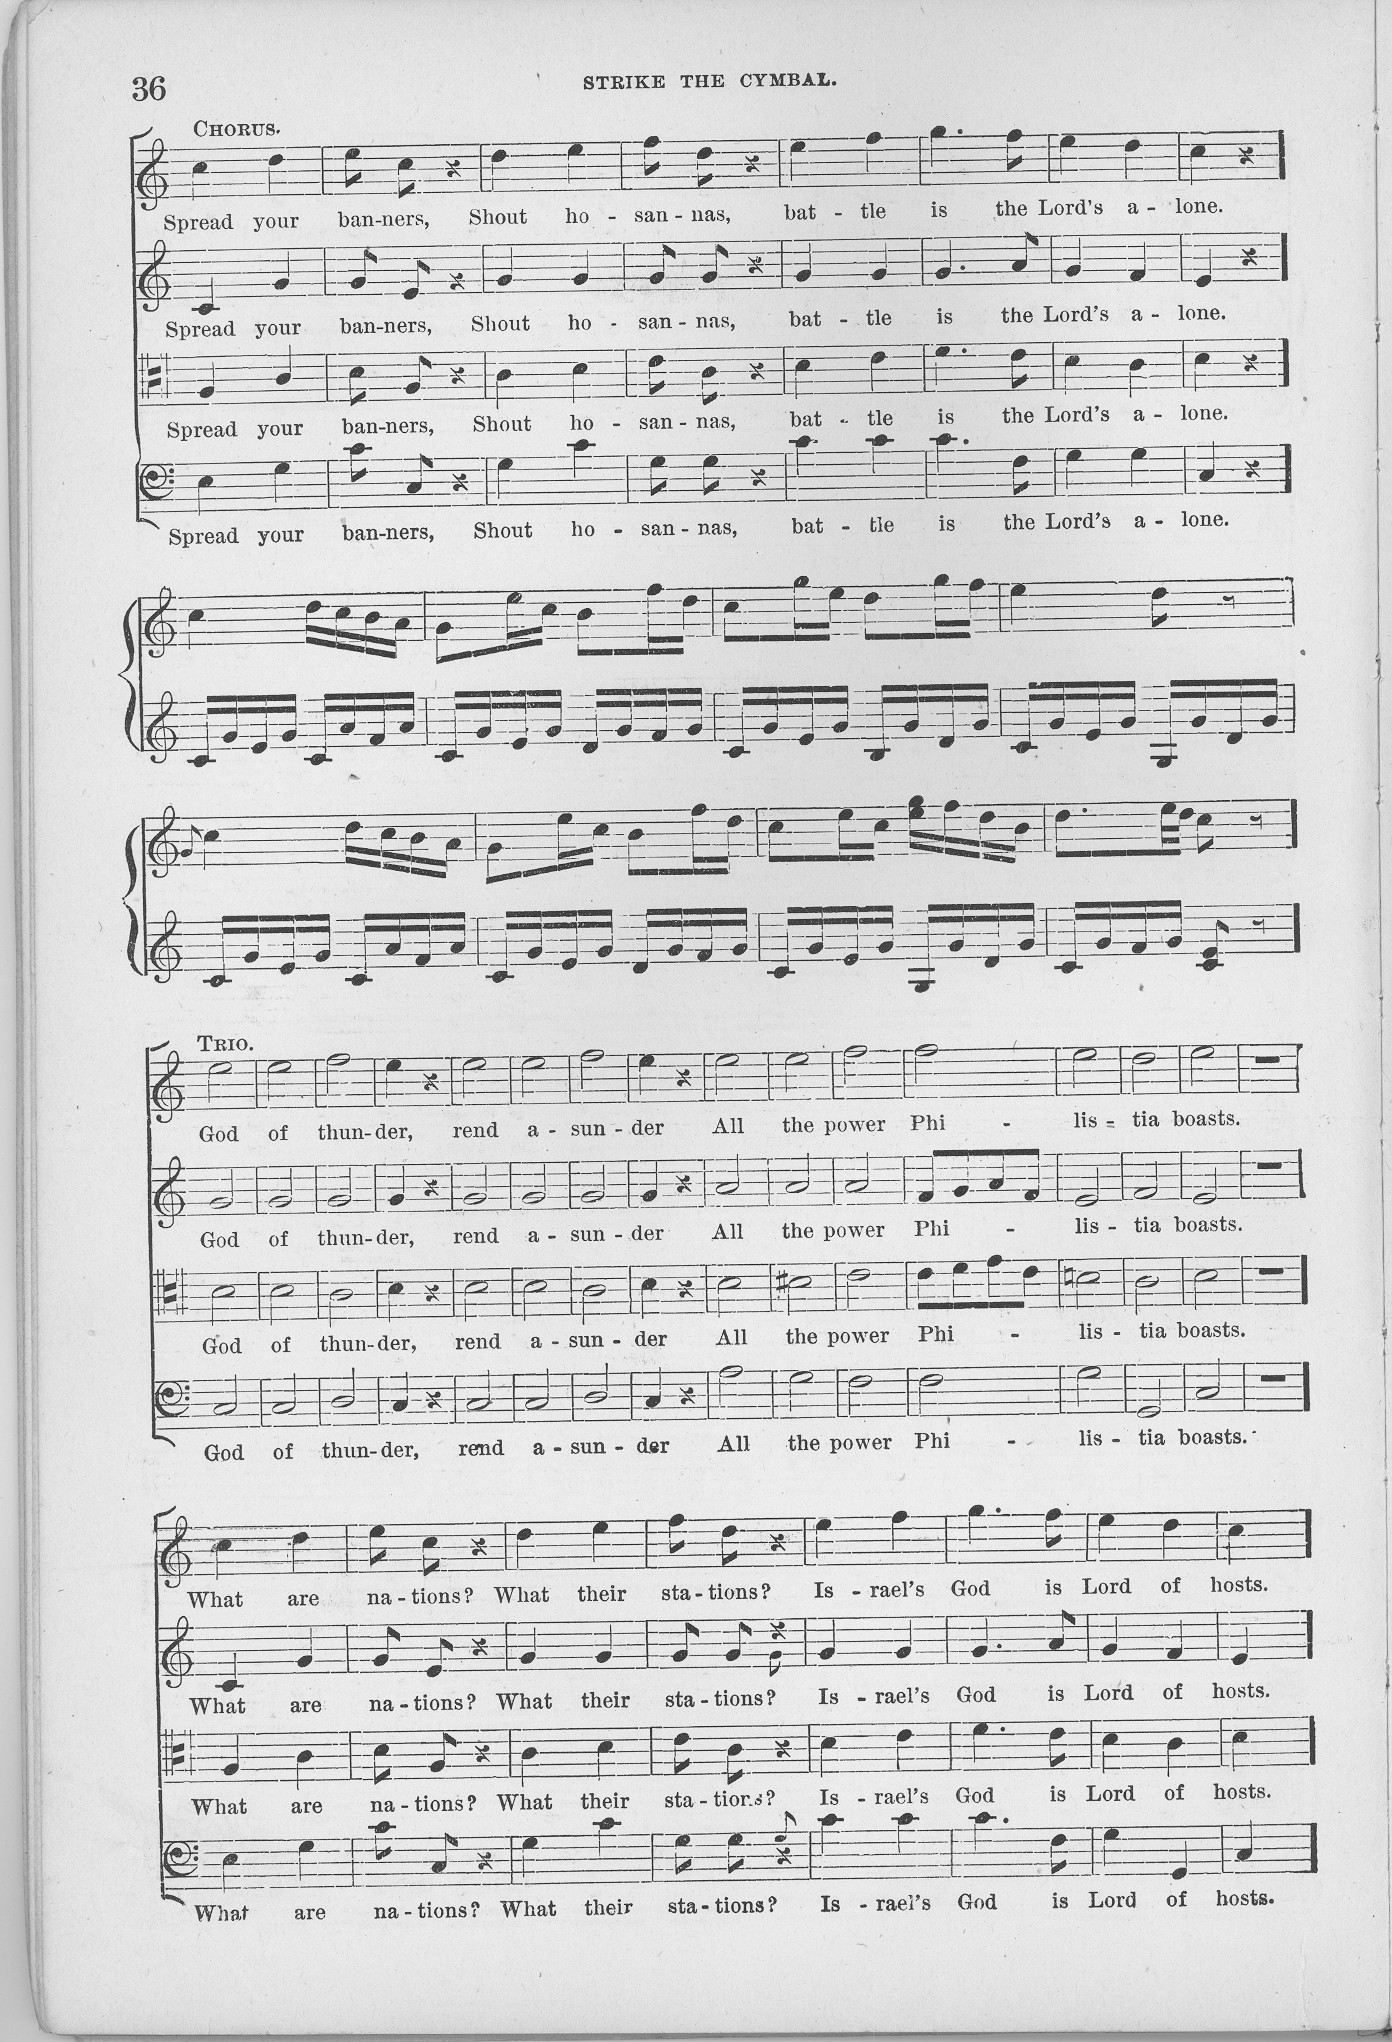 36
STRIKE THE CYMBAL.
CHORUS.
Spread your ban-ners, Shout ho - san - nas, bat - tle is the Lord's a - lone.
Spread your ban-ners, Shout ho - san - nas, bat - tle is the Lord's a - lone.
Spread your ban-ners, Shout ho - san - nas, bat - tle is the Lord's a - lone.
Spread your ban-ners, Shout ho - san - nas, bat - tle is the Lord's a - lone.
TRIO.
God of thun- der, rend a - sun - der All the power Phi - lis - tia boasts.
God of thun- der, rend a - sun - der All the power Phi - lis - tia boasts.
God of thun- der, rend a - sun - der All the power Phi - lis - tia boasts.
God of thun- der, rend a - sun - der All the power Phi - lis - tia boasts.
What are na - tions? What their sta - tions? Is - rael's God is Lord of hosts.
What are na - tions? What their sta - tions? Is - rael's God is Lord of hosts.
What are na - tions? What their sta - tions? Is - rael's God is Lord of hosts.
What are na - tions? What their sta - tions? Is - rael's God is Lord of hosts.